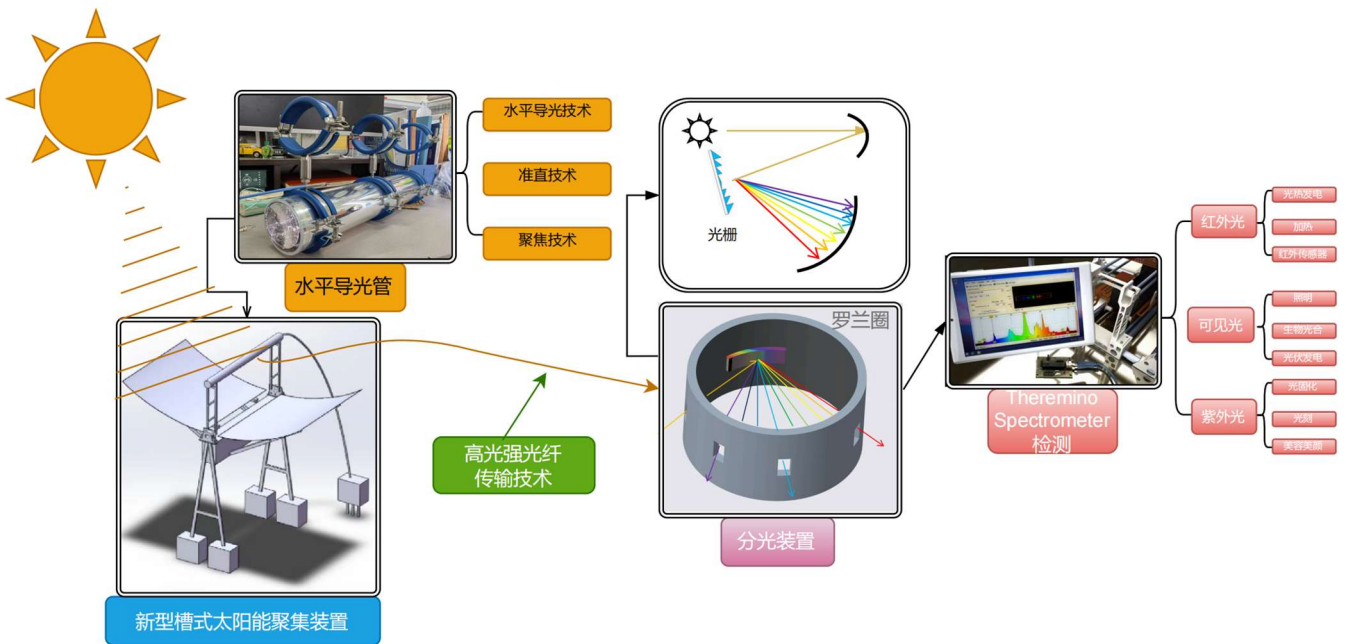 水平导光技术
准直技术
聚焦技术
水平导光管
光栅
罗兰圈
高光强光纤
传输技术
分光装置
新型槽式太阳能聚集装置
Theremino
Spectrometer
检测
红外光
光热发电
加热
红外传感器
可见光
照明
生物光合
光伏发电
紫外光
光固化
光刻
美容美颜